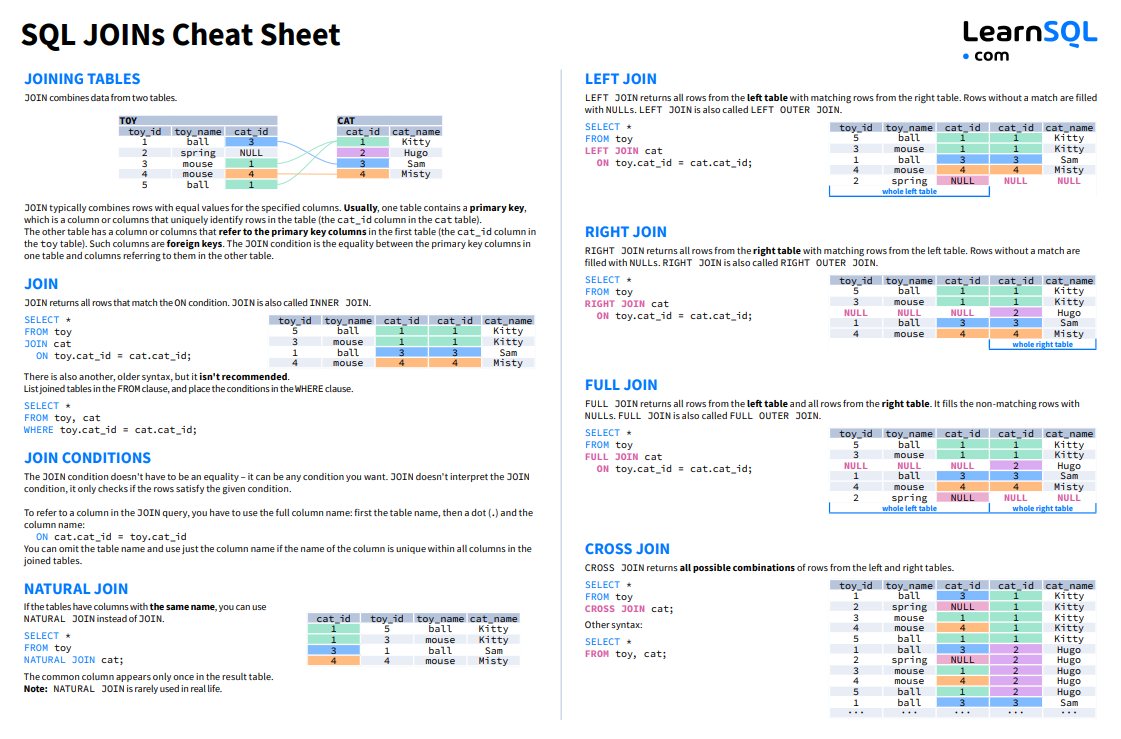 SQL JOINs Cheat Sheet
LearnSQL
• com
JOINING TABLES
JOIN combines data from two tables.
TOY
toy_id toy_name cat_id
1 ball 3
2 spring NULL
3 mouse 1
4 mouse 4
5 ball 1
CAT
cat_id cat_name
1 Kitty
2 Hugo
3 Sam
4 Misty
JOIN typically combines rows with equal values for the specified columns. Usually, one table contains a primary key,
which is a column or columns that uniquely identify rows in the table (the cat_id column in the cat table).
The other table has a column or columns that refer to the primary key columns in the first table (the cat_id column in
the toy table). Such columns are foreign keys. The JOIN condition is the equality between the primary key columns in
one table and columns referring to them in the other table.
JOIN
JOIN returns all rows that match the ON condition. JOIN is also called INNER JOIN.
SELECT *
FROM toy
JOIN cat
ON toy.cat_id = cat.cat_id;
toy_id toy_name cat_id cat_id cat_name
5 ball 1 1 Kitty
3 mouse 1 1 Kitty
1 ball 3 3 Sam
4 mouse 4 4 Misty
There is also another, older syntax, but it isn't recommended.
List joined tables in the FROM clause, and place the conditions in the WHERE clause.
SELECT *
FROM toy, cat
WHERE toy.cat_id = cat.cat_id;
JOIN CONDITIONS
The JOIN condition doesn't have to be an equality – it can be any condition you want. JOIN doesn't interpret the JOIN
condition, it only checks if the rows satisfy the given condition.
To refer to a column in the JOIN query, you have to use the full column name: first the table name, then a dot (.) and the
column name:
ON cat.cat_id = toy.cat_id
You can omit the table name and use just the column name if the name of the column is unique within all columns in the
joined tables.
NATURAL JOIN
If the tables have columns with the same name, you can use
NATURAL JOIN instead of JOIN.
SELECT *
FROM toy
NATURAL JOIN cat;
cat_id toy_id toy_name cat_name
1 5 ball Kitty
1 3 mouse Kitty
3 1 ball Sam
4 4 mouse Misty
The common column appears only once in the result table.
Note: NATURAL JOIN is rarely used in real life.
LEFT JOIN
LEFT JOIN returns all rows from the left table with matching rows from the right table. Rows without a match are filled
with NULLs. LEFT JOIN is also called LEFT OUTER JOIN.
SELECT *
FROM toy
LEFT JOIN cat
ON toy.cat_id = cat.cat_id;
toy_id toy_name cat_id cat_id cat_name
5 ball 1 1 Kitty
3 mouse 1 1 Kitty
1 ball 3 3 Sam
4 mouse 4 4 Misty
2 spring NULL NULL NULL
whole left table
RIGHT JOIN
RIGHT JOIN returns all rows from the right table with matching rows from the left table. Rows without a match are
filled with NULLs. RIGHT JOIN is also called RIGHT OUTER JOIN.
SELECT *
FROM toy
RIGHT JOIN cat
ON toy.cat_id = cat.cat_id;
toy_id toy_name cat_id cat_id cat_name
5 ball 1 1 Kitty
3 mouse 1 1 Kitty
NULL NULL NULL 2 Hugo
1 ball 3 3 Sam
4 mouse 4 4 Misty
whole right table
FULL JOIN
FULL JOIN returns all rows from the left table and all rows from the right table. It fills the non-matching rows with
NULLs. FULL JOIN is also called FULL OUTER JOIN.
SELECT *
FROM toy
FULL JOIN cat
ON toy.cat_id = cat.cat_id;
toy_id toy_name cat_id cat_id cat_name
5 ball 1 1 Kitty
3 mouse 1 1 Kitty
NULL NULL NULL 2 Hugo
1 ball 3 3 Sam
4 mouse 4 4 Misty
2 spring NULL NULL NULL
whole left table whole right table
CROSS JOIN
CROSS JOIN returns all possible combinations of rows from the left and right tables.
SELECT *
FROM toy
CROSS JOIN cat;
Other syntax:
SELECT *
FROM toy, cat;
toy_id toy_name cat_id cat_id cat_name
1 ball 3 1 Kitty
2 spring NULL 1 Kitty
3 mouse 1 1 Kitty
4 mouse 4 1 Kitty
5 ball 1 1 Kitty
1 ball 3 2 Hugo
2 spring NULL 2 Hugo
3 mouse 1 2 Hugo
4 mouse 4 2 Hugo
5 ball 1 2 Hugo
1 ball 3 3 Sam
··· ··· ··· ··· ···